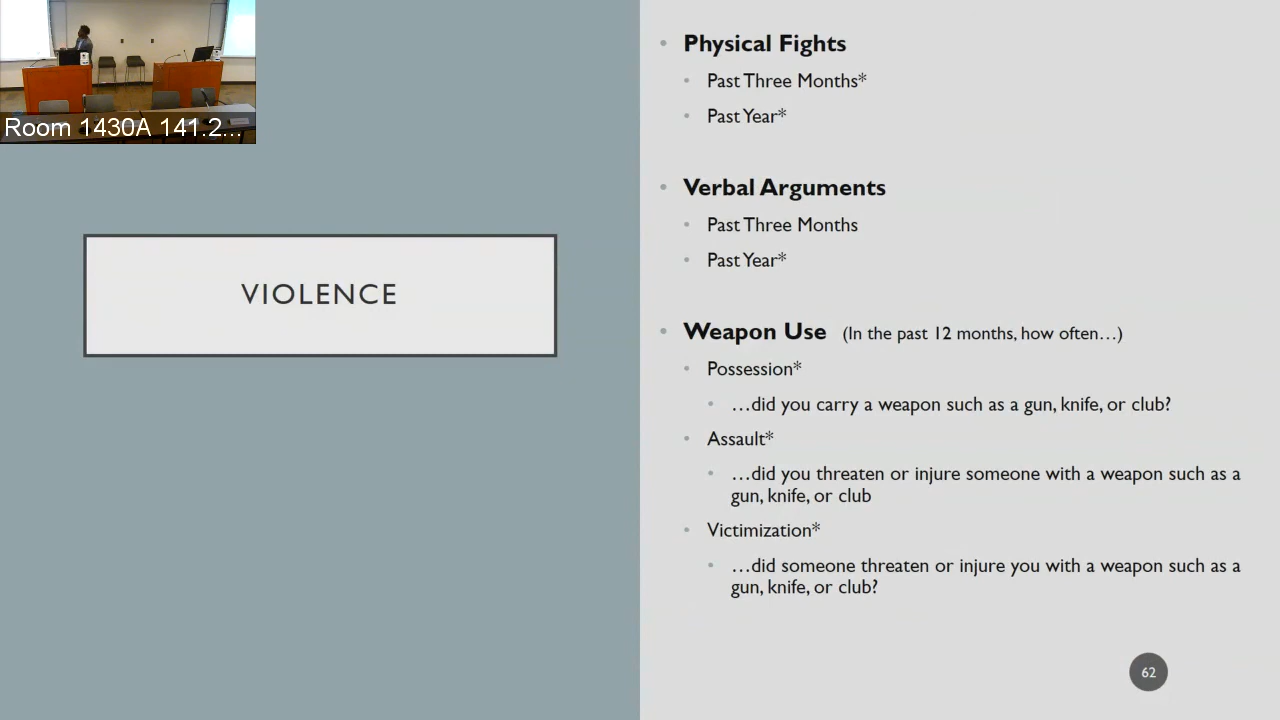 Room 1430A 141.2...
VIOLENCE
• Physical Fights
• Past Three Months*
• Past Year*
• Verbal Arguments
• Past Three Months
• Past Year*
• Weapon Use (In the past 12 months, how often…)
• Possession*
• …did you carry a weapon such as a gun, knife, or club?
• Assault*
• …did you threaten or injure someone with a weapon such as a
gun, knife, or club
• Victimization*
• …did someone threaten or injure you with a weapon such as a
gun, knife, or club?
62